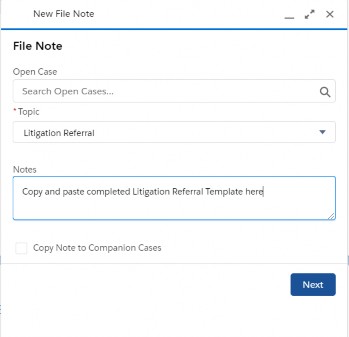 New File Note
File Note
Open Case
Search Open Cases...
* Topic
Litigation Referral
Notes
Copy and paste completed Litigation Referral Template here
Copy Note to Companion Cases
Next